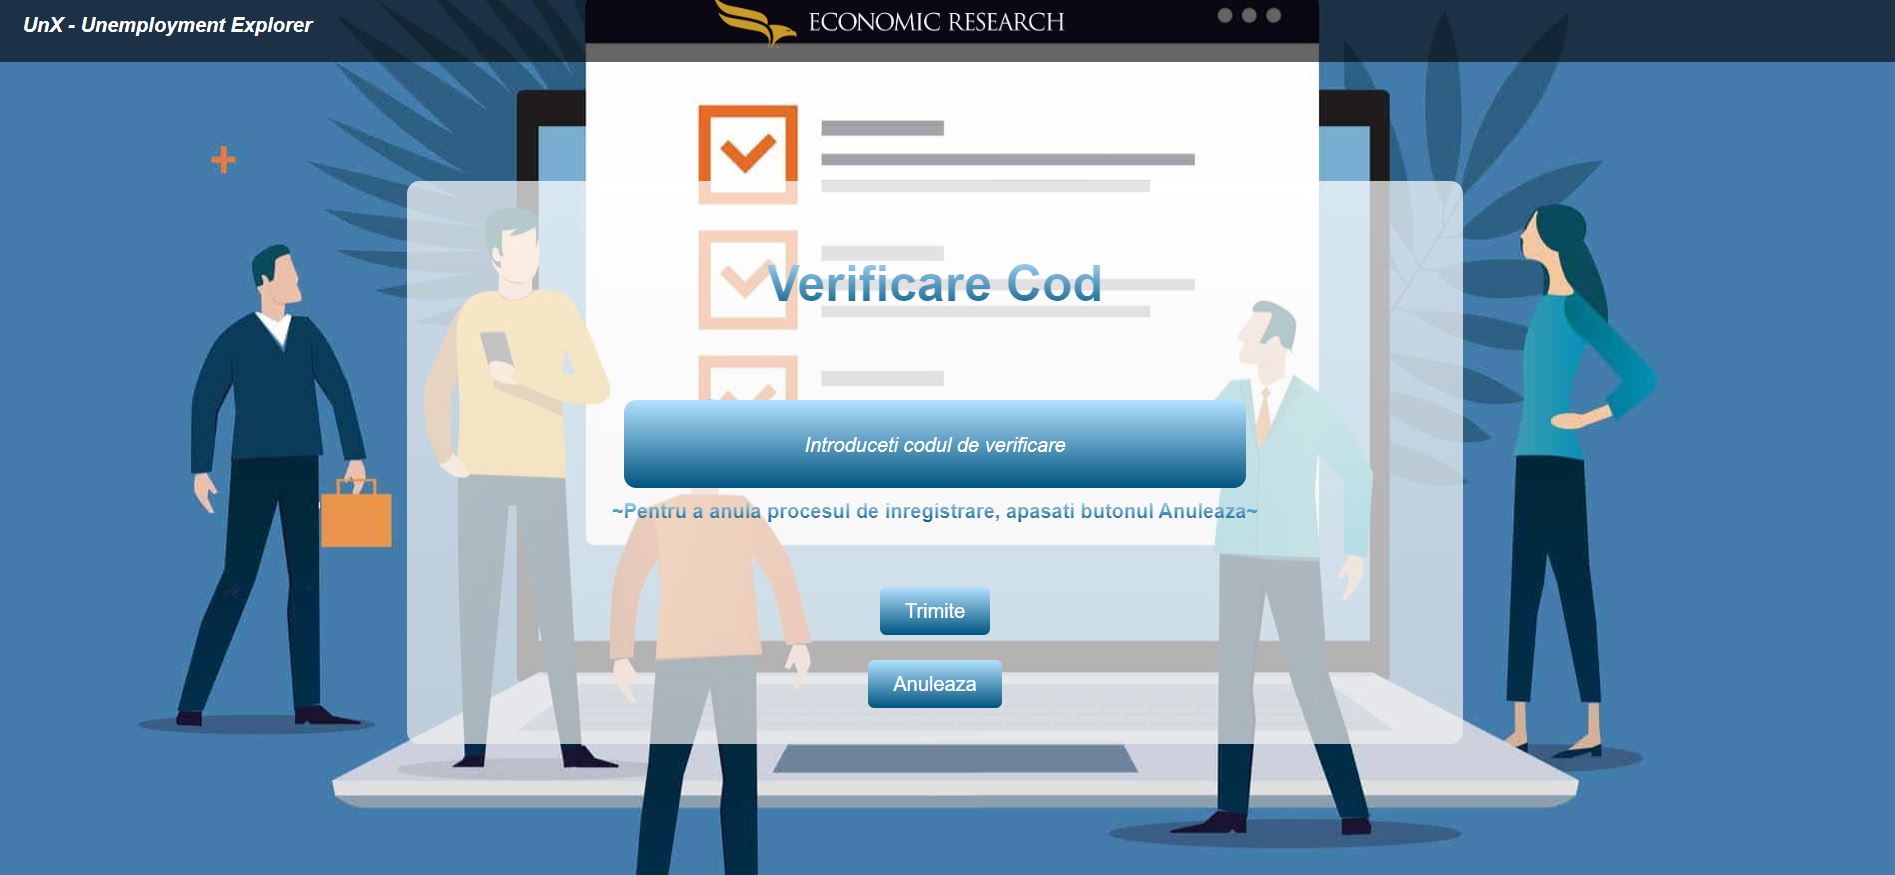 UnX - Unemployment Explorer
ECONOMIC RESEARCH
Verificare Cod
Introduceti codul de verificare
~Pentru a anula procesul de inregistrare, apasati butonul Anuleaza~
Trimite
Anuleaza